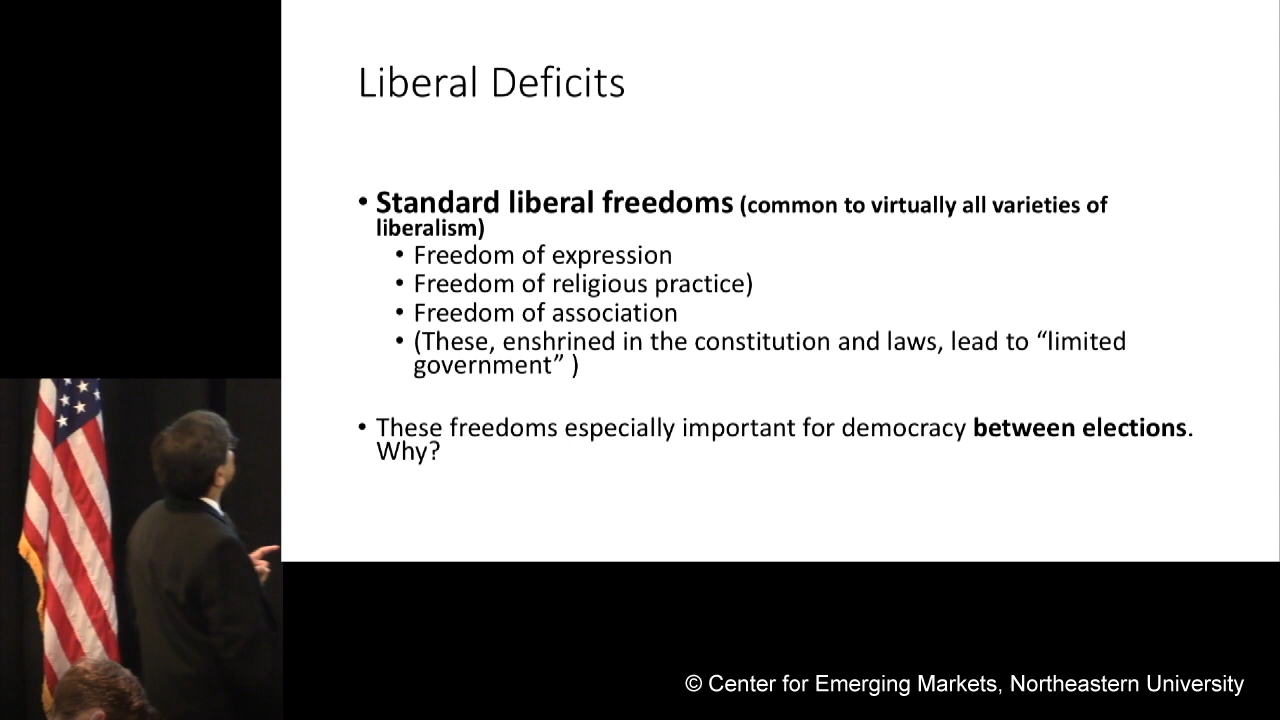 Liberal Deficits
• Standard liberal freedoms (common to virtually all varieties of
liberalism)
• Freedom of expression
• Freedom of religious practice)
• Freedom of association
• (These, enshrined in the constitution and laws, lead to “limited
government” )
• These freedoms especially important for democracy between elections.
Why?
© Center for Emerging Markets, Northeastern University